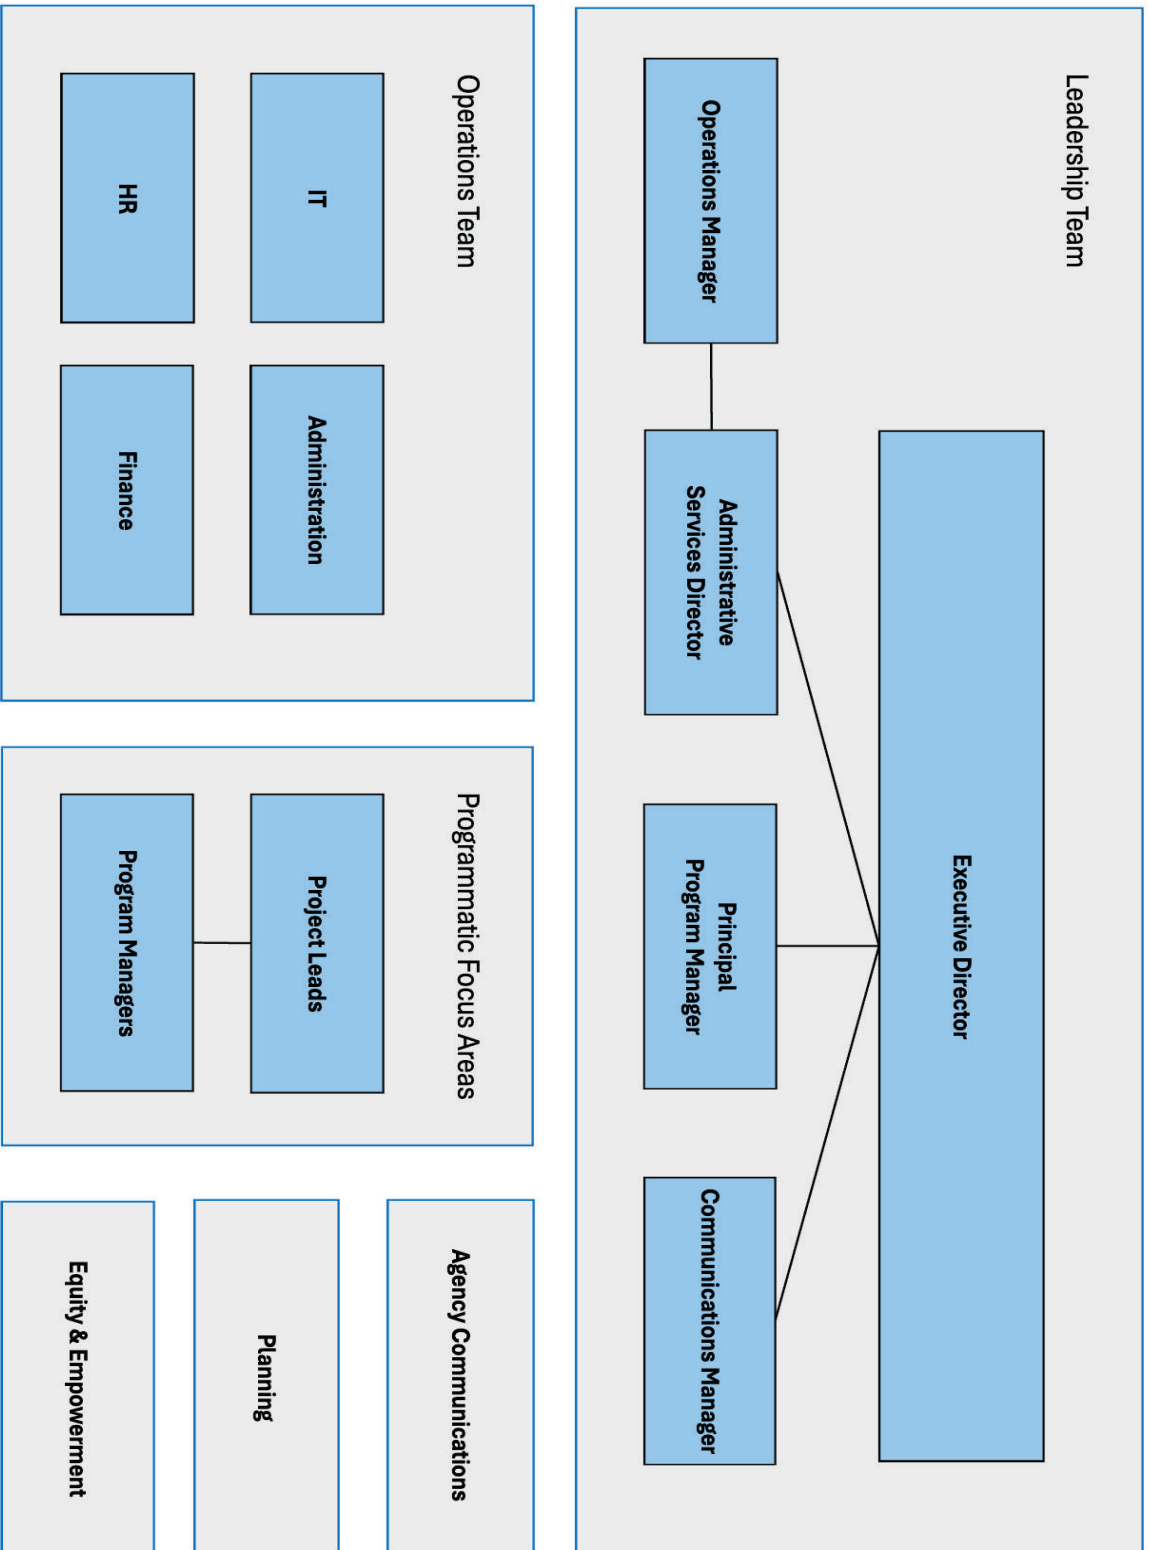 Leadership Team
Executive Director
Operations Manager
Administrative
Services Director
Principal
Program Manager
Communications Manager
Operations Team
IT
Administration
HR
Finance
Programmatic Focus Areas
Project Leads
Program Managers
Agency Communications
Planning
Equity & Empowerment